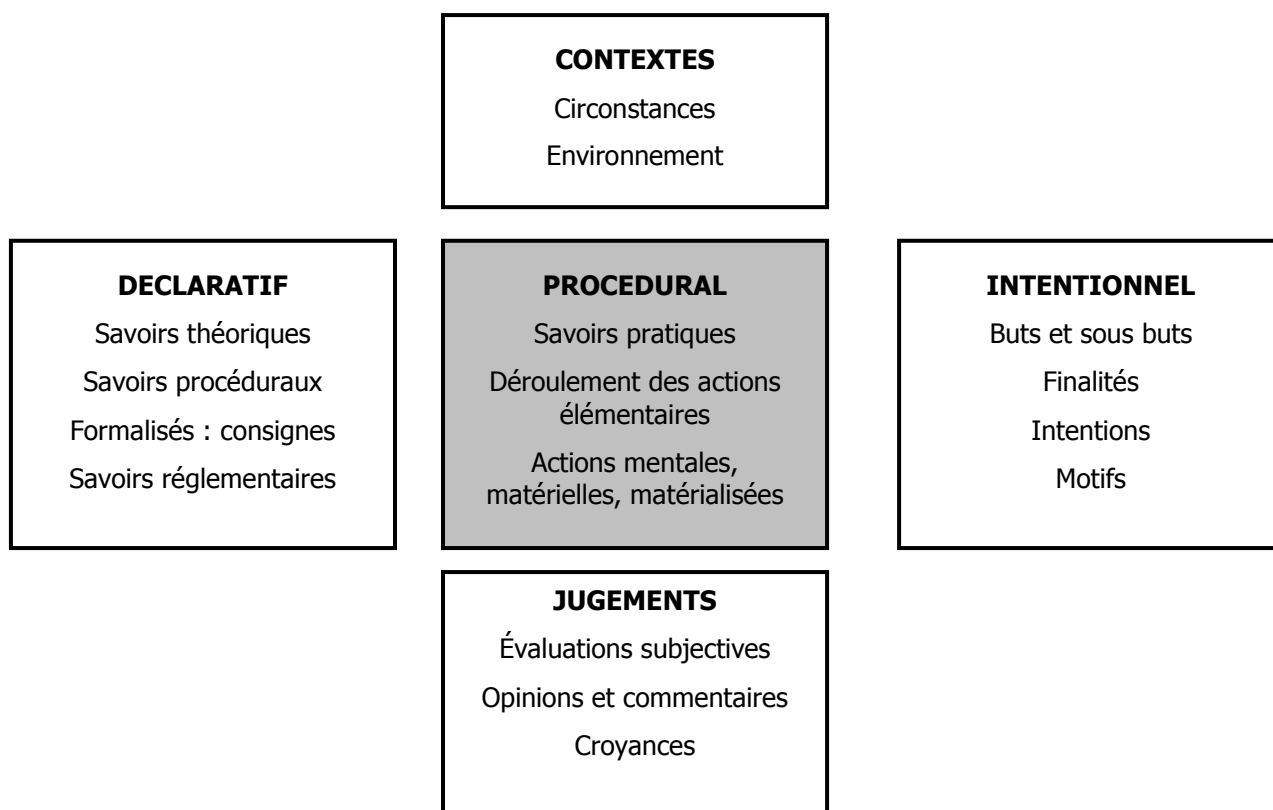 CONTEXTES
Circonstances
Environnement
DECLARATIF
Savoirs théoriques
Savoirs procéduraux
Formalisés : consignes
Savoirs réglementaires
PROCEDURAL
Savoirs pratiques
Déroulement des actions
élémentaires
Actions mentales,
matérielles, matérialisées
INTENTIONNEL
Buts et sous buts
Finalités
Intentions
Motifs
JUGEMENTS
Évaluations subjectives
Opinions et commentaires
Croyances